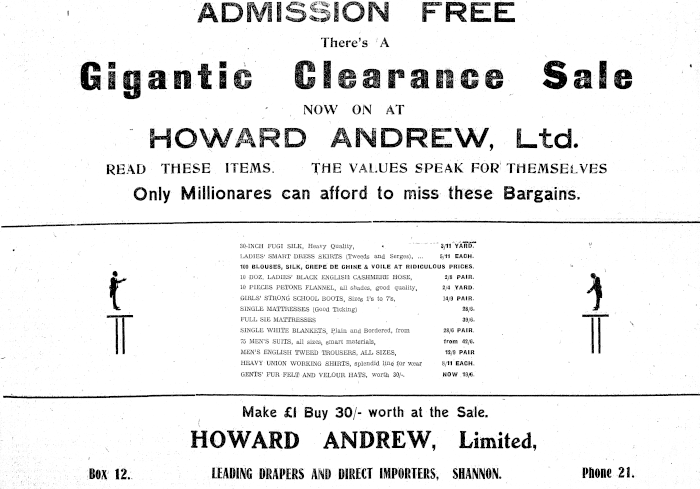 ADMISSION FREE
There's A
Gigantic Clearance Sale
NOW ON AT
HOWARD ANDREW, Ltd.
READ THESE ITEMS. THE VALUES SPEAK FOR THEMSELVES
Only Millionares can afford to miss these Bargains.
30-INCH FUGI SILK, Heavy Quality, 3/11 YARD.
LADIES' SMART DRESS SKIRTS (Tweeds and Serges), ... 5/11 EACH.
100 BLOUSES, SILK, CREPE DE CHINE & VOILE AT RIDICULOUS PRICES.
10 DOZ. LADIES' BLACK ENGLISH CASHMERE HOSE, 2/6 PAIR.
10 PIECES PETONE FLANNEL, all shades, good quality, 2/4 YARD.
GIRLS' STRONG SCHOOL BOOTS, Sizes 1's to 7's, 14/9 PAIR.
SINGLE MATTRESSES (Good Ticking) 28/6.
FULL SIE MATTRESSES 39/6.
SINGLE WHITE BLANKETS, Plain and Bordered, from 28/6 PAIR.
75 MEN'S SUITS, all sizes, smart materials, from 42/6.
MEN'S ENGLISH TWEED TROUSERS, ALL SIZES, 12/9 PAIR
HEAVY UNION WORKING SHIRTS, splendid line for wear 8/11 EACH.
GENTS' FUR FELT AND VELOUR HATS, worth 30/-. NOW 19/6.
Make £1 Buy 30/- worth at the Sale.
HOWARD ANDREW, Limited,
Box 12. LEADING DRAPERS AND DIRECT IMPORTERS, SHANNON. Phone 21.